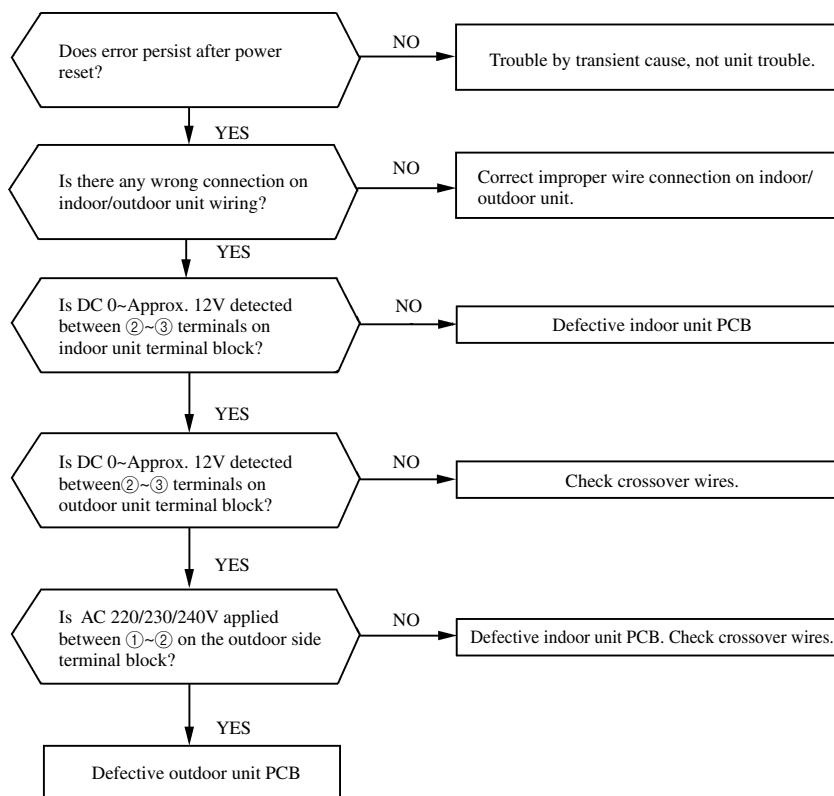 Does error persist after power
reset?
NO
Trouble by transient cause, not unit trouble.
YES
Is there any wrong connection on
indoor/outdoor unit wiring?
NO
Correct improper wire connection on indoor/
outdoor unit.
YES
Is DC 0~Approx. 12V detected
between ②~③ terminals on
indoor unit terminal block?
NO
Defective indoor unit PCB
YES
Is DC 0~Approx. 12V detected
between②~③ terminals on
outdoor unit terminal block?
NO
Check crossover wires.
YES
Is AC 220/230/240V applied
between ①~② on the outdoor side
terminal block?
NO
Defective indoor unit PCB. Check crossover wires.
YES
Defective outdoor unit PCB